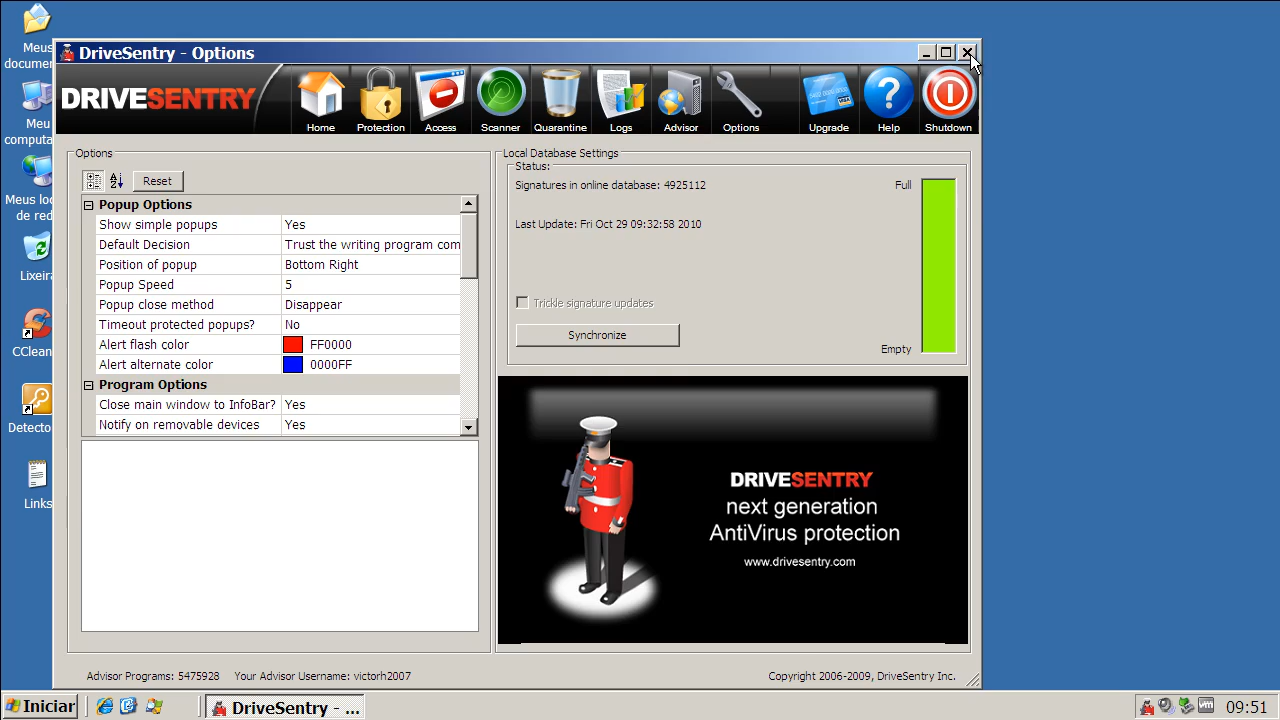 Meus
docum
Meu
computa
Meus loc
de red
Lixeira
CClean
Detecto
Links
DriveSentry - Options
DRIVESENTRY
Home
Protection
Access
Scanner
Quarantine
Logs
Advisor
Options
Upgrade
Help
Shutdown
Options
Reset
Popup Options
Show simple popups Yes
Default Decision Trust the writing program com
Position of popup Bottom Right
Popup Speed 5
Popup close method Disappear
Timeout protected popups? No
Alert flash color FF0000
Alert alternate color 0000FF
Program Options
Close main window to InfoBar? Yes
Notify on removable devices Yes
Local Database Settings
Status:
Signatures in online database: 4925112
Full
Last Update: Fri Oct 29 09:32:58 2010
Trickle signature updates
Synchronize
Empty
DRIVESENTRY
next generation
AntiVirus protection
www.drivesentry.com
Advisor Programs: 5475928 Your Advisor Username: victorh2007
Copyright 2006-2009, DriveSentry Inc.
Iniciar
DriveSentry - ...
09:51